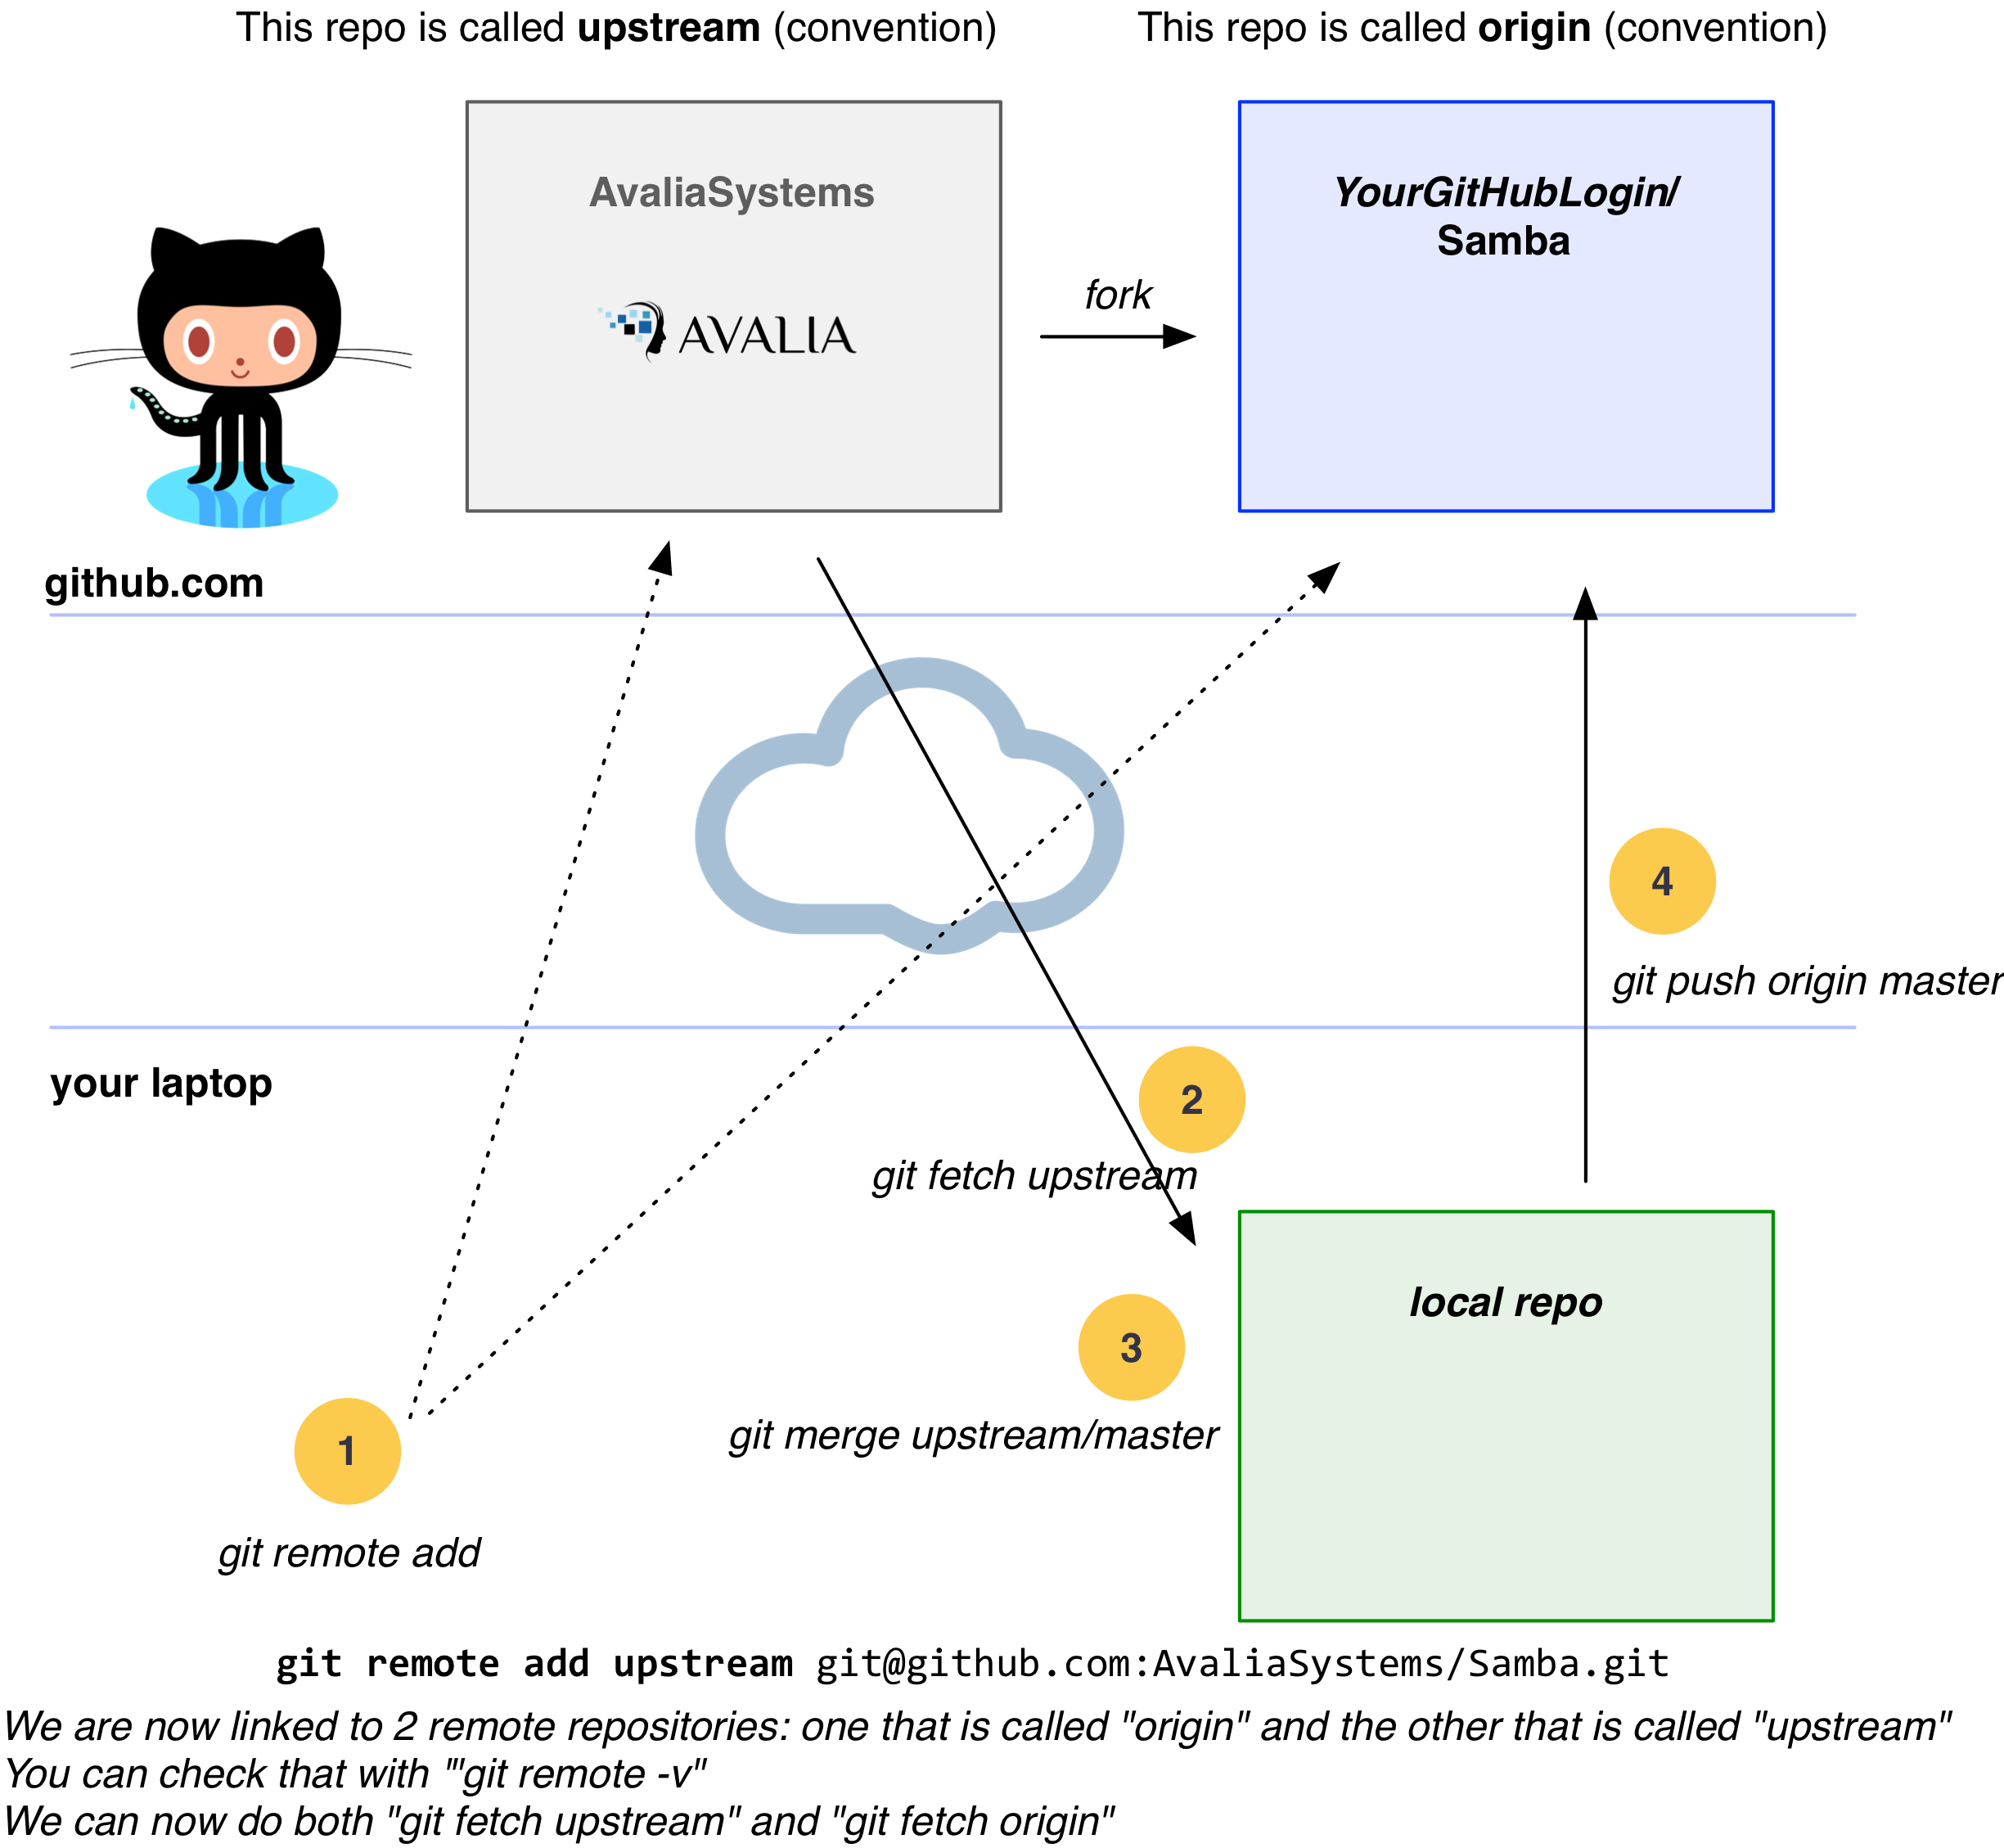 This repo is called upstream (convention)
This repo is called origin (convention)
AvaliaSystems
AVALIA
fork
YourGitHubLogin/
Samba
github.com
4
git push origin master
your laptop
2
git fetch upstream
local repo
3
git merge upstream/master
1
git remote add
git remote add upstream git@github.com:AvaliaSystems/Samba.git
We are now linked to 2 remote repositories: one that is called "origin" and the other that is called "upstream"
You can check that with "'git remote -v"
We can now do both "git fetch upstream" and "git fetch origin"